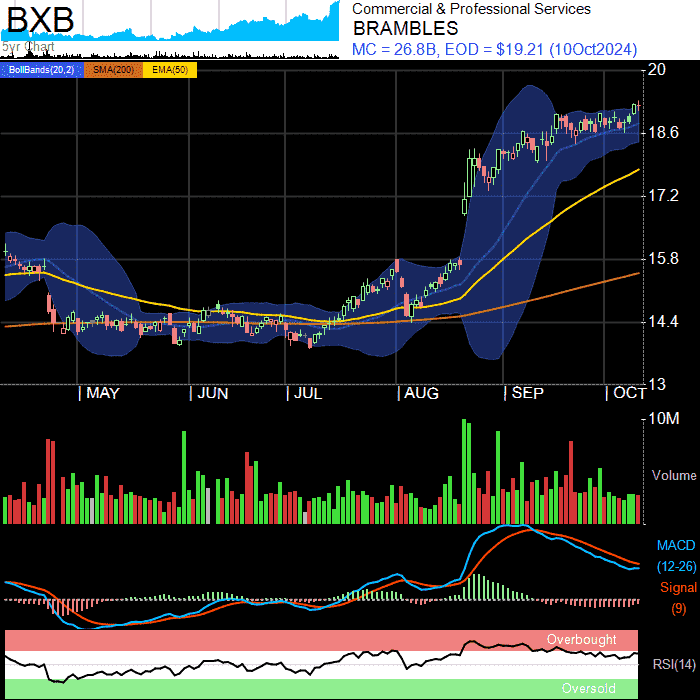 BXB
5yr Chart
Commercial & Professional Services
BRAMBLES
MC = 26.8B, EOD = $19.21 (10Oct2024)
BollBands(20,2) SMA(200) EMA(50)
20
18.6
17.2
15.8
14.4
13
| MAY | JUN | JUL | AUG | SEP | OCT
10M
Volume
MACD
(12-26)
Signal
(9)
Overbought
RSI(14)
Oversold